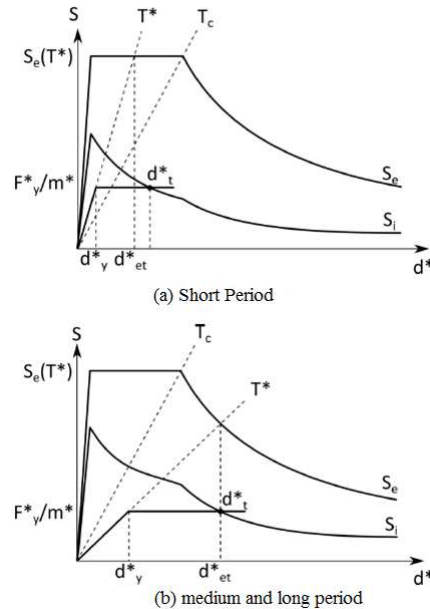 S T* Tc
Se(T*)
F*y/m* d*t
Se
Si
d*y d*et d*
(a) Short Period
S Tc
Se(T*) T*
Se
F*y/m* d*t
Si
d*y d*et d*
(b) medium and long period